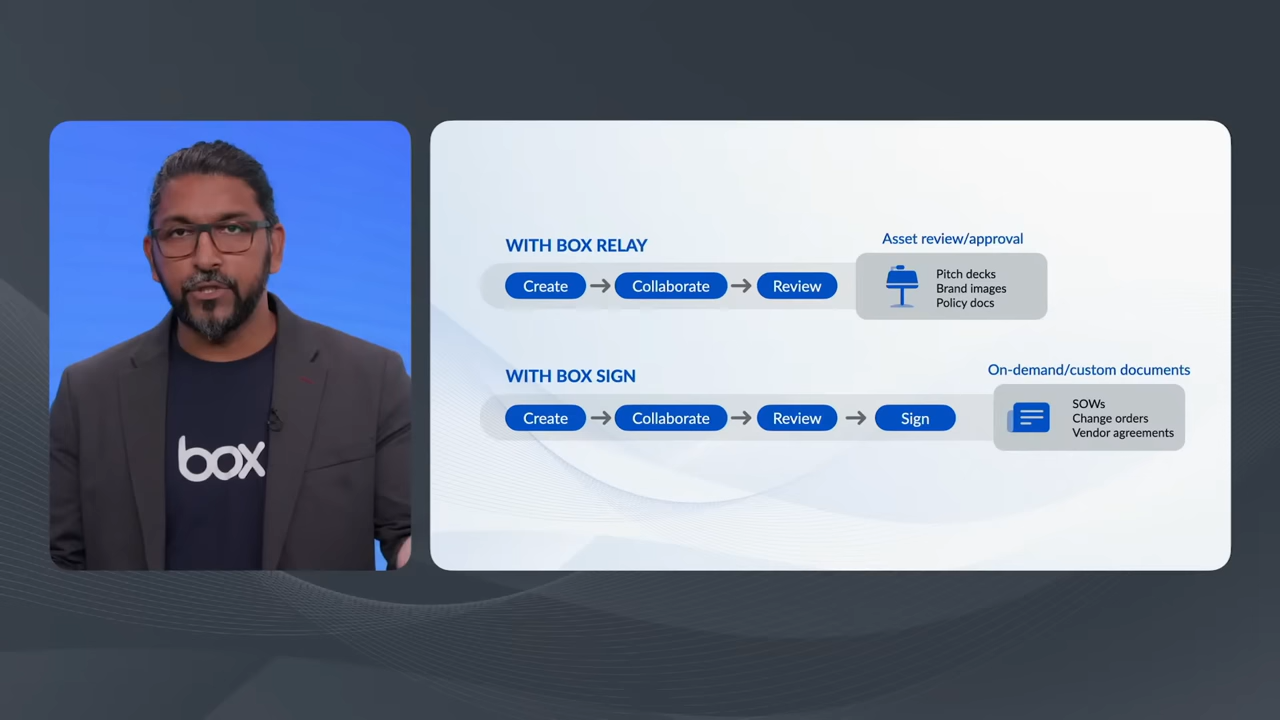 box
WITH BOX RELAY
Create
Collaborate
Review
Asset review/approval
Pitch decks
Brand images
Policy docs
WITH BOX SIGN
Create
Collaborate
Review
Sign
On-demand/custom documents
SOWs
Change orders
Vendor agreements